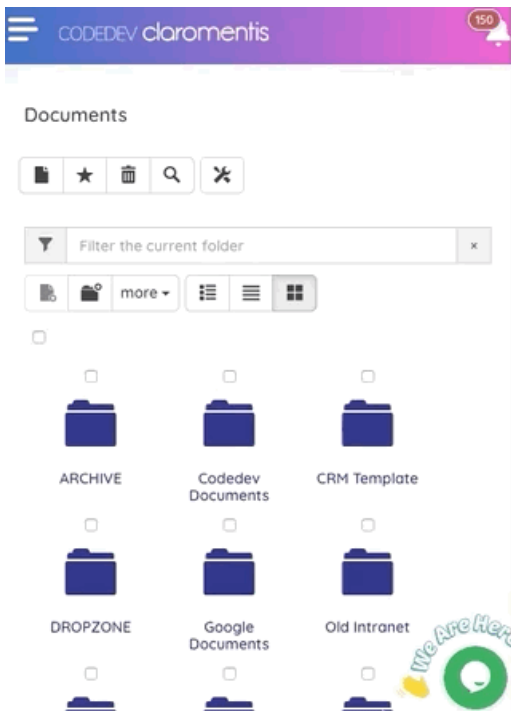 CODEDEV claromentis
150
Documents
Filter the current folder
×
more
ARCHIVE
Codedev
Documents
CRM Template
DROPZONE
Google
Documents
Old Intranet
We Are Here